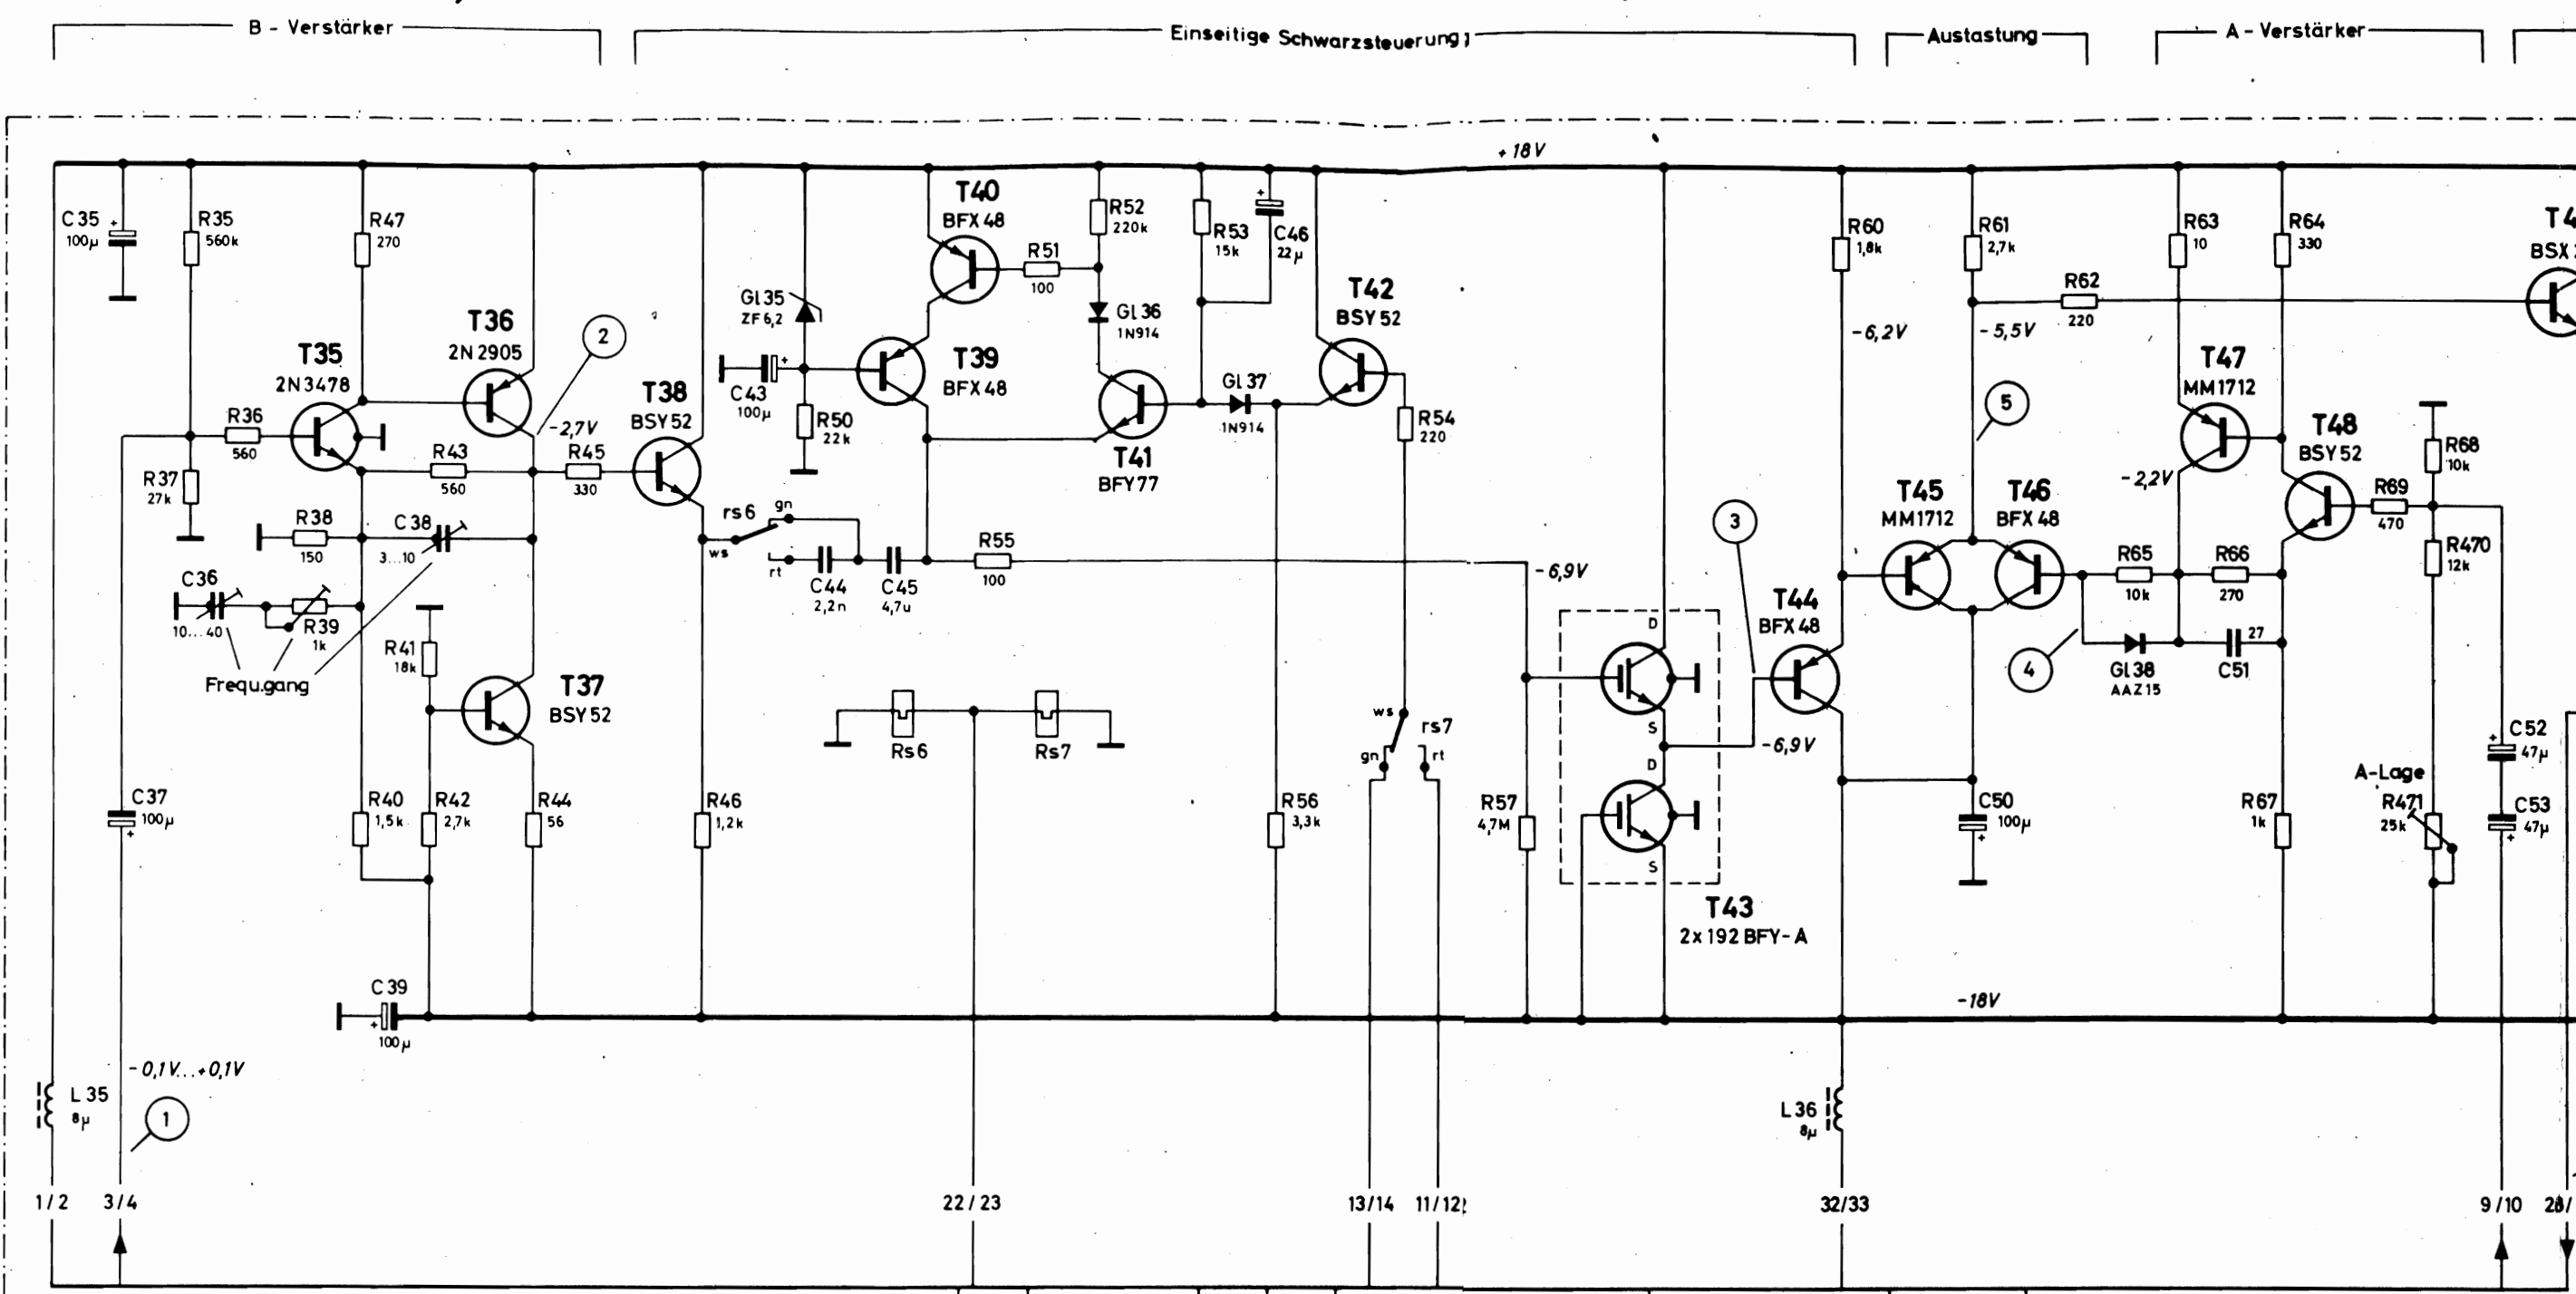 B - Verstärker
Einseitige Schwarzsteuerung
Austastung
A - Verstärker
+18V
C35
100µ
R35
560k
R47
270
T36
2N 2905
2
T35
2N3478
R36
560
R37
27k
R43
560
-2,7V
R45
330
T38
BSY52
R38
150
C38
3...10
C36
10...40
R39
1k
Frequ.gang
R41
18k
T37
BSY52
C37
100µ
R40
1,5k
R42
2,7k
R44
56
R46
1,2k
C39
100µ
-0,1V...+0,1V
L35
8µ
1
1/2
3/4
T40
BFX48
R51
100
R52
220k
R53
15k
C46
22µ
Gl35
ZF6,2
Gl36
1N914
T42
BSY52
C43
100µ
R50
22k
T39
BFX48
T41
BFY77
Gl37
1N914
R54
220
rs6
gn
ws
rt
C44
2,2n
C45
4,7u
R55
100
Rs6
Rs7
ws
rs7
gn
rt
R56
3,3k
22/23
13/14
11/12
-6,9V
R57
4,7M
D
S
D
S
T43
2x192 BFY-A
3
-6,9V
T44
BFX48
R60
1,8k
-6,2V
R61
2,7k
-5,5V
R62
220
5
T45
MM1712
T46
BFX48
C50
100µ
-18V
L36
8µ
32/33
R63
10
R64
330
T47
MM1712
-2,2V
T48
BSY52
R65
10k
R66
270
4
Gl38
AAZ15
27
C51
R67
1k
R68
10k
R69
470
R470
12k
A-Lage
R471
25k
C52
47µ
C53
47µ
9/10
T4
BSX